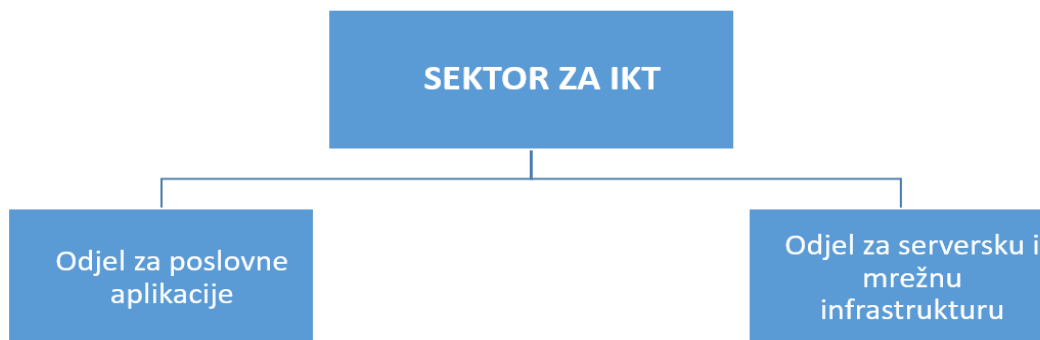 SEKTOR ZA IKT
Odjel za poslovne
aplikacije
Odjel za serversku i
mrežnu
infrastrukturu